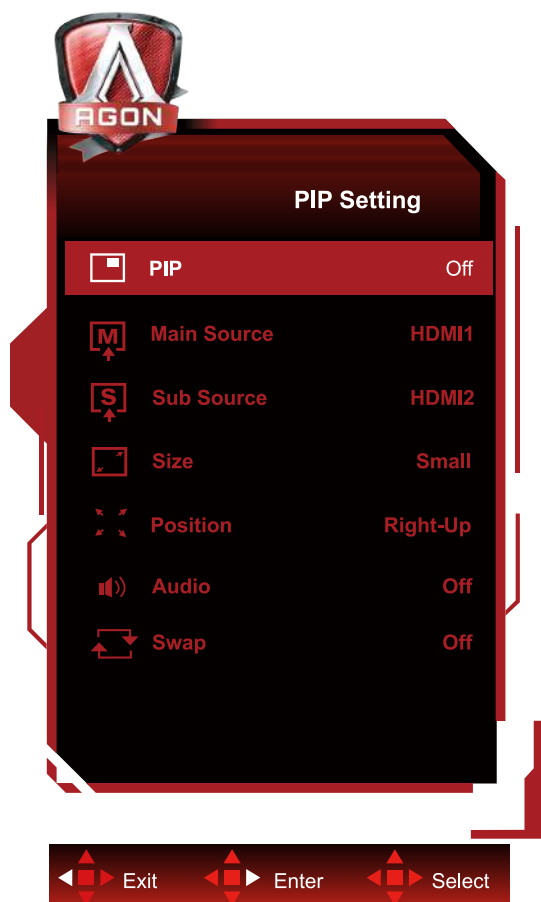 AGON
PIP Setting
PIP Off
Main Source HDMI1
Sub Source HDMI2
Size Small
Position Right-Up
Audio Off
Swap Off
Exit Enter Select